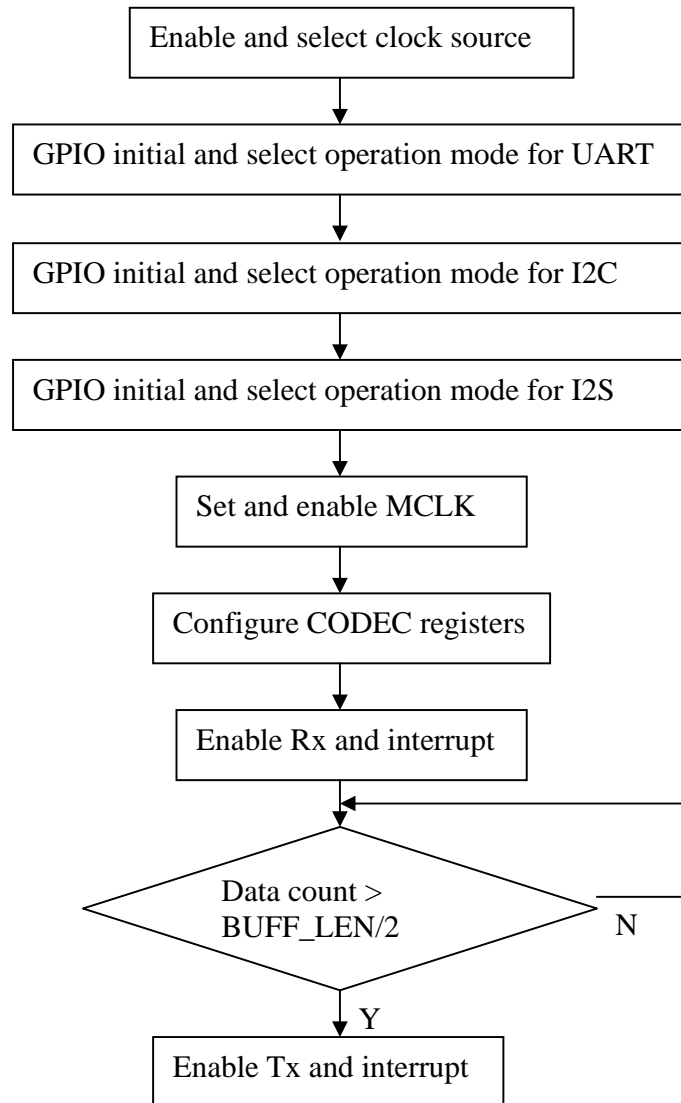 Enable and select clock source
GPIO initial and select operation mode for UART
GPIO initial and select operation mode for I2C
GPIO initial and select operation mode for I2S
Set and enable MCLK
Configure CODEC registers
Enable Rx and interrupt
Data count >
BUFF_LEN/2
N
Y
Enable Tx and interrupt